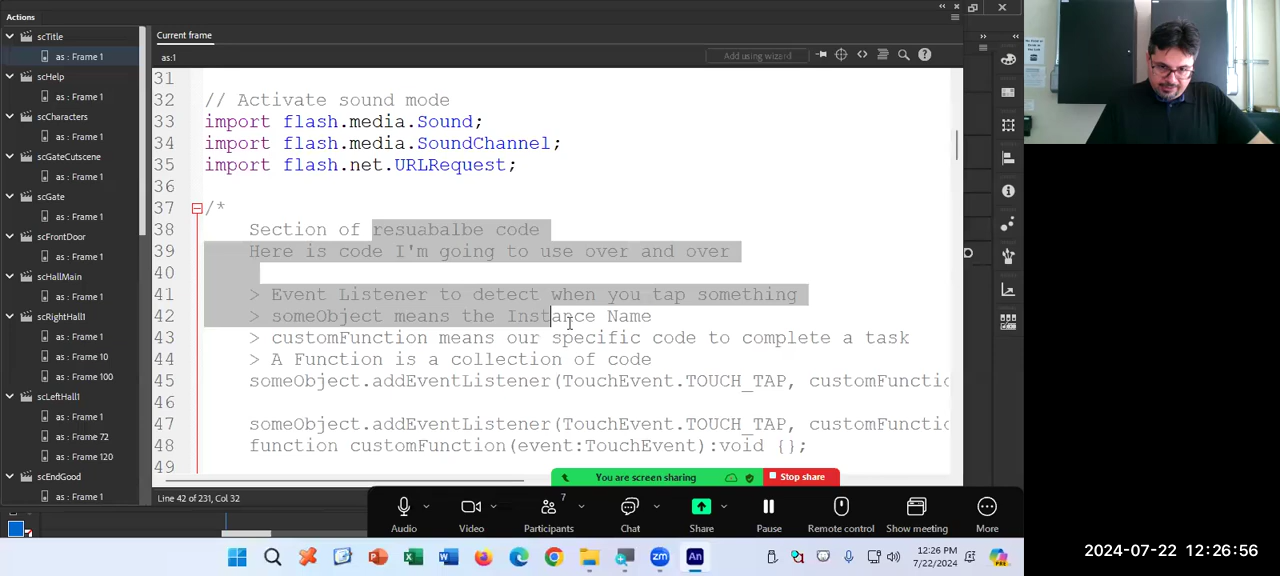 Actions
scTitle
as : Frame 1
scHelp
as : Frame 1
scCharacters
as : Frame 1
scGateCutscene
as : Frame 1
scGate
as : Frame 1
scFrontDoor
as : Frame 1
scHallMain
as : Frame 1
scRightHall1
as : Frame 1
as : Frame 10
as : Frame 100
scLeftHall1
as : Frame 1
as : Frame 72
as : Frame 120
scEndGood
as : Frame 1
Current frame
as:1
Add using wizard
31
32 // Activate sound mode
33 import flash.media.Sound;
34 import flash.media.SoundChannel;
35 import flash.net.URLRequest;
36
37 /*
38 Section of resuabalbe code
39 Here is code I'm going to use over and over
40
41 > Event Listener to detect when you tap something
42 > someObject means the Instance Name
43 > customFunction means our specific code to complete a task
44 > A Function is a collection of code
45 someObject.addEventListener(TouchEvent.TOUCH_TAP, customFunctio
46
47 someObject.addEventListener(TouchEvent.TOUCH_TAP, customFunctio
48 function customFunction(event:TouchEvent):void {};
49
You are screen sharing
Stop share
Line 42 of 231, Col 32
7
Audio
Video
Participants
Chat
Share
Pause
Remote control
Show meeting
More
12:26 PM
7/22/2024
2024-07-22 12:26:56